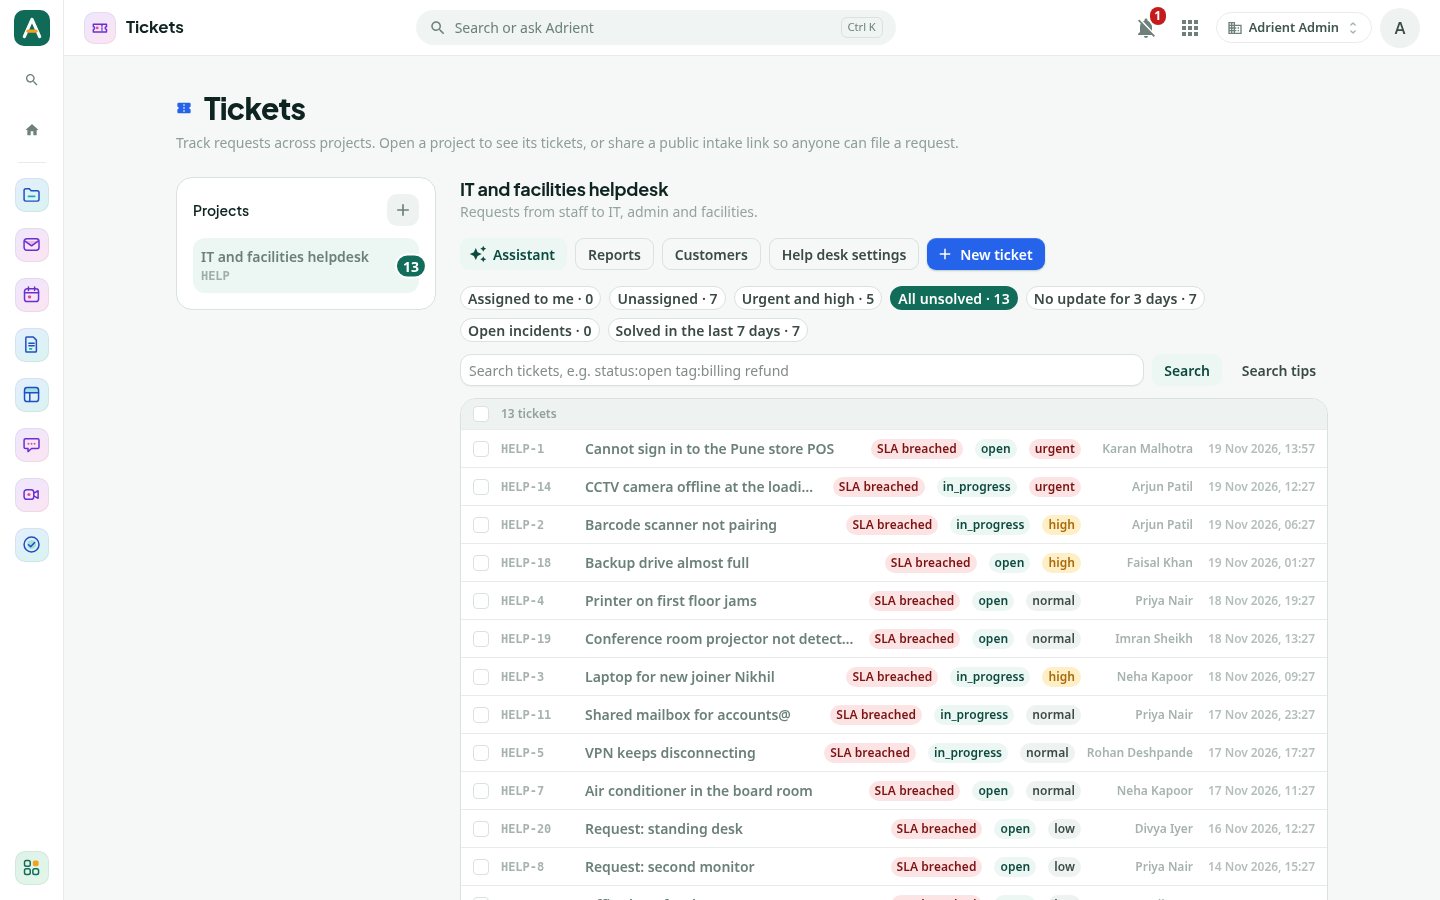 Tickets
Search or ask Adrient
Ctrl K
1
Adrient Admin
A
Tickets
Track requests across projects. Open a project to see its tickets, or share a public intake link so anyone can file a request.
Projects
IT and facilities helpdesk
HELP
13
IT and facilities helpdesk
Requests from staff to IT, admin and facilities.
Assistant Reports Customers Help desk settings New ticket
Assigned to me · 0 Unassigned · 7 Urgent and high · 5 All unsolved · 13 No update for 3 days · 7
Open incidents · 0 Solved in the last 7 days · 7
Search tickets, e.g. status:open tag:billing refund Search Search tips
13 tickets
HELP-1 Cannot sign in to the Pune store POS SLA breached open urgent Karan Malhotra 19 Nov 2026, 13:57
HELP-14 CCTV camera offline at the loadi... SLA breached in_progress urgent Arjun Patil 19 Nov 2026, 12:27
HELP-2 Barcode scanner not pairing SLA breached in_progress high Arjun Patil 19 Nov 2026, 06:27
HELP-18 Backup drive almost full SLA breached open high Faisal Khan 19 Nov 2026, 01:27
HELP-4 Printer on first floor jams SLA breached open normal Priya Nair 18 Nov 2026, 19:27
HELP-19 Conference room projector not detect... SLA breached open normal Imran Sheikh 18 Nov 2026, 13:27
HELP-3 Laptop for new joiner Nikhil SLA breached in_progress high Neha Kapoor 18 Nov 2026, 09:27
HELP-11 Shared mailbox for accounts@ SLA breached in_progress normal Priya Nair 17 Nov 2026, 23:27
HELP-5 VPN keeps disconnecting SLA breached in_progress normal Rohan Deshpande 17 Nov 2026, 17:27
HELP-7 Air conditioner in the board room SLA breached open normal Neha Kapoor 17 Nov 2026, 11:27
HELP-20 Request: standing desk SLA breached open low Divya Iyer 16 Nov 2026, 12:27
HELP-8 Request: second monitor SLA breached open low Priya Nair 14 Nov 2026, 15:27